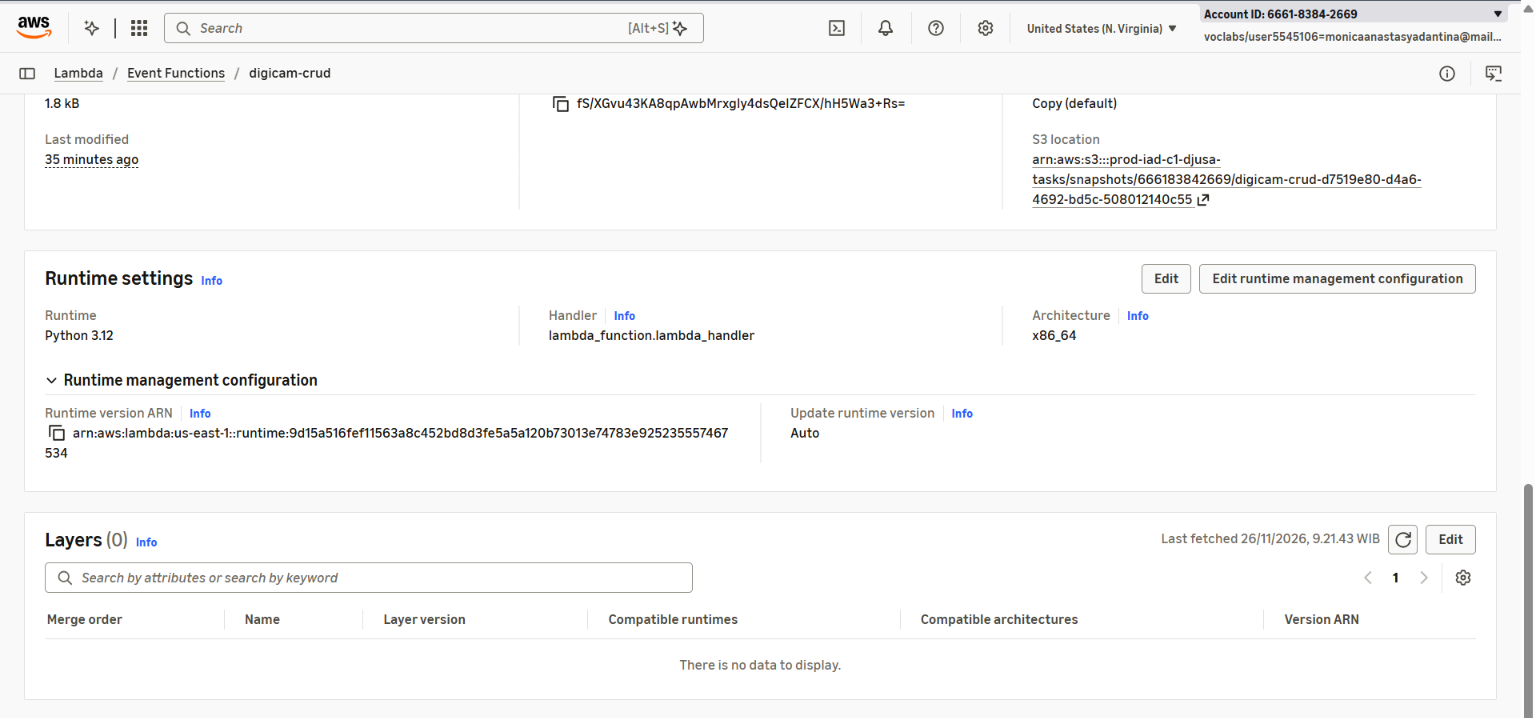 aws
Search [Alt+S]
United States (N. Virginia)
Account ID: 6661-8384-2669
voclabs/user5545106=monicaanastasyadantina@mail...
Lambda / Event Functions / digicam-crud
1.8 kB
fS/XGvu43KA8qpAwbMrxgIy4dsQeIZFCX/hH5Wa3+Rs=
Copy (default)
Last modified
35 minutes ago
S3 location
arn:aws:s3:::prod-iad-c1-djusa-
tasks/snapshots/666183842669/digicam-crud-d7519e80-d4a6-
4692-bd5c-508012140c55
Runtime settings Info
Edit
Edit runtime management configuration
Runtime
Python 3.12
Handler Info
lambda_function.lambda_handler
Architecture Info
x86_64
Runtime management configuration
Runtime version ARN Info
arn:aws:lambda:us-east-1::runtime:9d15a516fef11563a8c452bd8d3fe5a5a120b73013e74783e925235557467
534
Update runtime version Info
Auto
Layers (0) Info
Last fetched 26/11/2026, 9.21.43 WIB
Edit
Search by attributes or search by keyword
1
Merge order Name Layer version Compatible runtimes Compatible architectures Version ARN
There is no data to display.